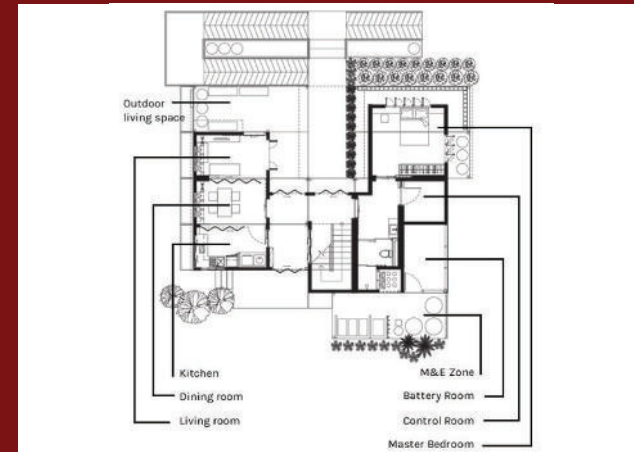 Outdoor
living space
Kitchen
Dining room
Living room
M&E Zone
Battery Room
Control Room
Master Bedroom